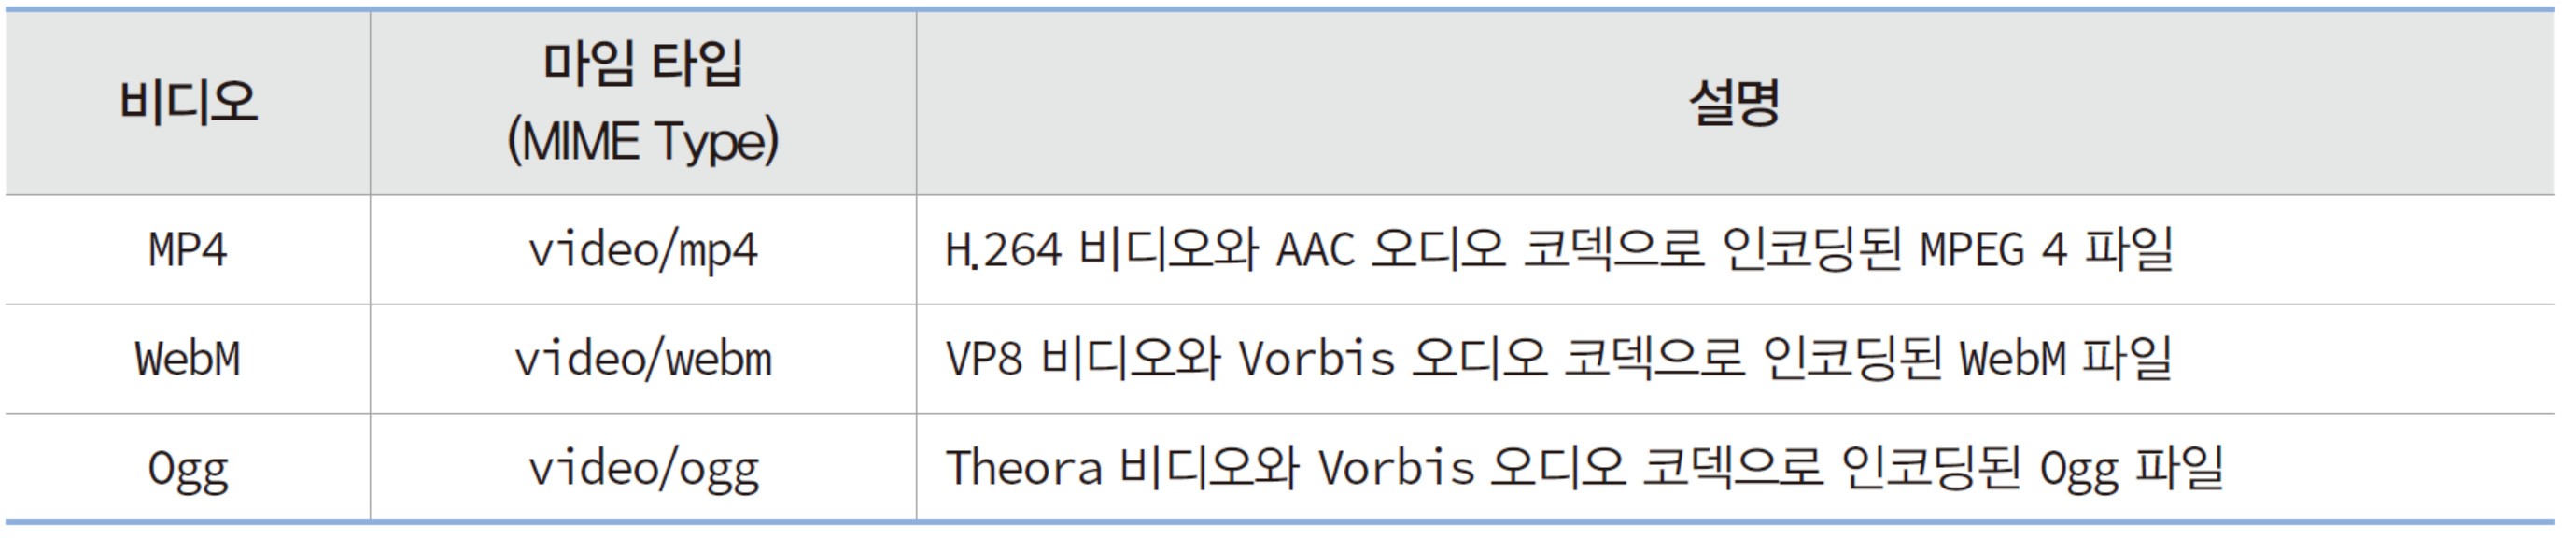 비디오
마임 타입
(MIME Type)
설명
MP4
video/mp4
H.264 비디오와 AAC 오디오 코덱으로 인코딩된 MPEG 4 파일
WebM
video/webm
VP8 비디오와 Vorbis 오디오 코덱으로 인코딩된 WebM 파일
Ogg
video/ogg
Theora 비디오와 Vorbis 오디오 코덱으로 인코딩된 Ogg 파일